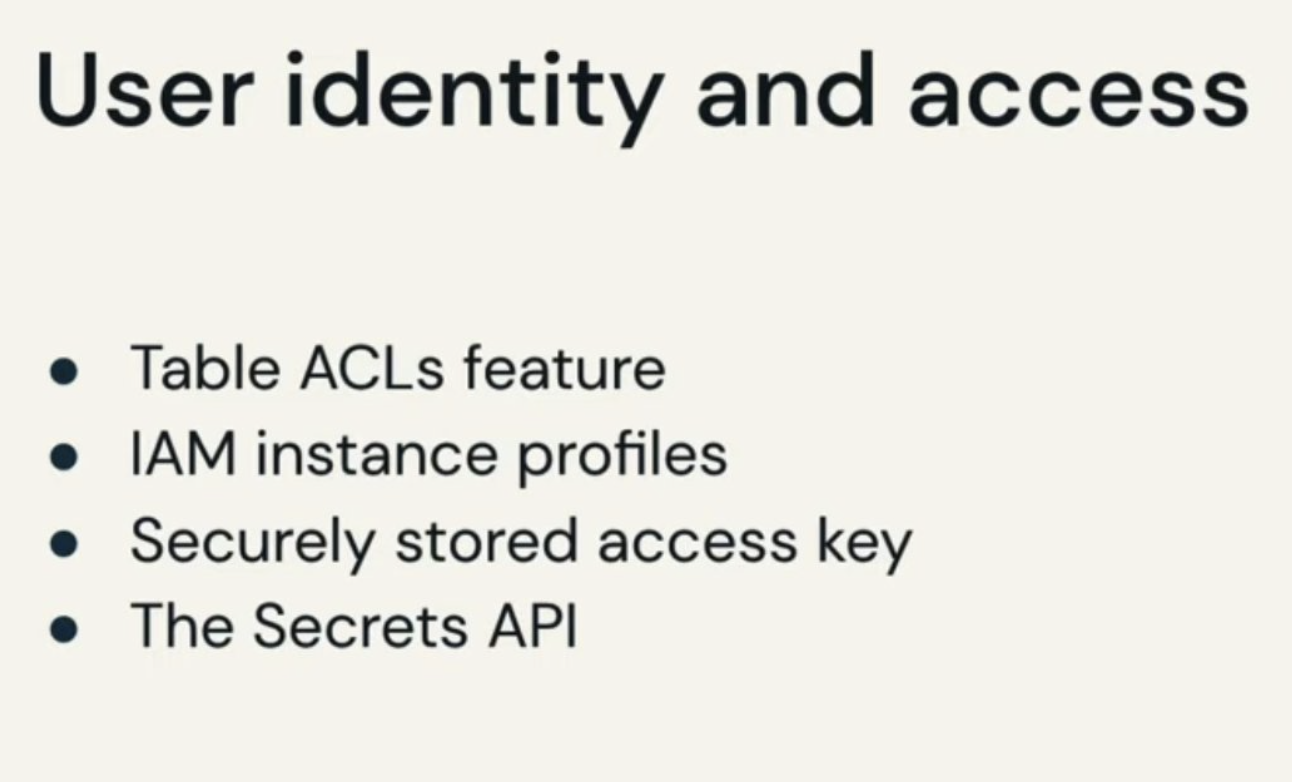 User identity and access
Table ACLs feature
IAM instance profiles
Securely stored access key
The Secrets API